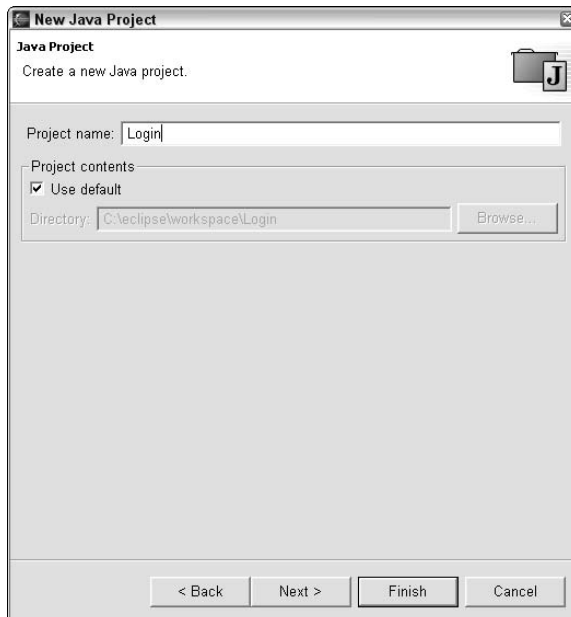 New Java Project
Java Project
Create a new Java project.
J
Project name: Login
Project contents
Use default
Directory: C:\eclipse\workspace\Login Browse...
< Back Next > Finish Cancel